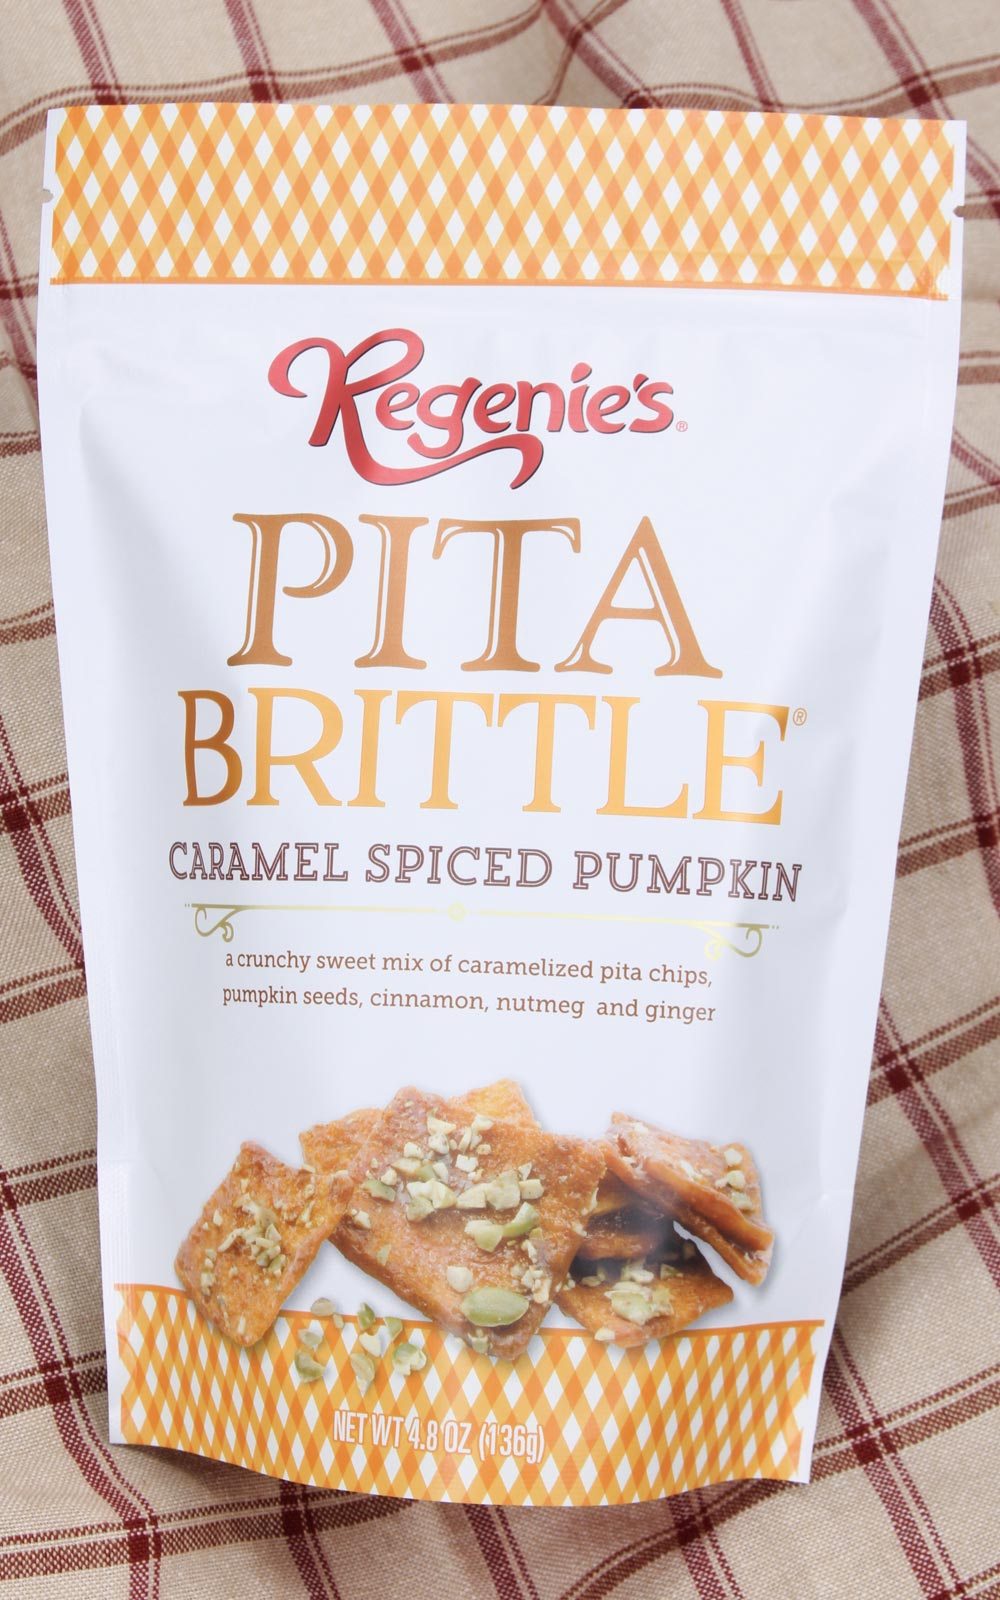 Regenie's®
PITA
BRITTLE®
CARAMEL SPICED PUMPKIN
a crunchy sweet mix of caramelized pita chips,
pumpkin seeds, cinnamon, nutmeg and ginger
NET WT 4.8 OZ (136g)